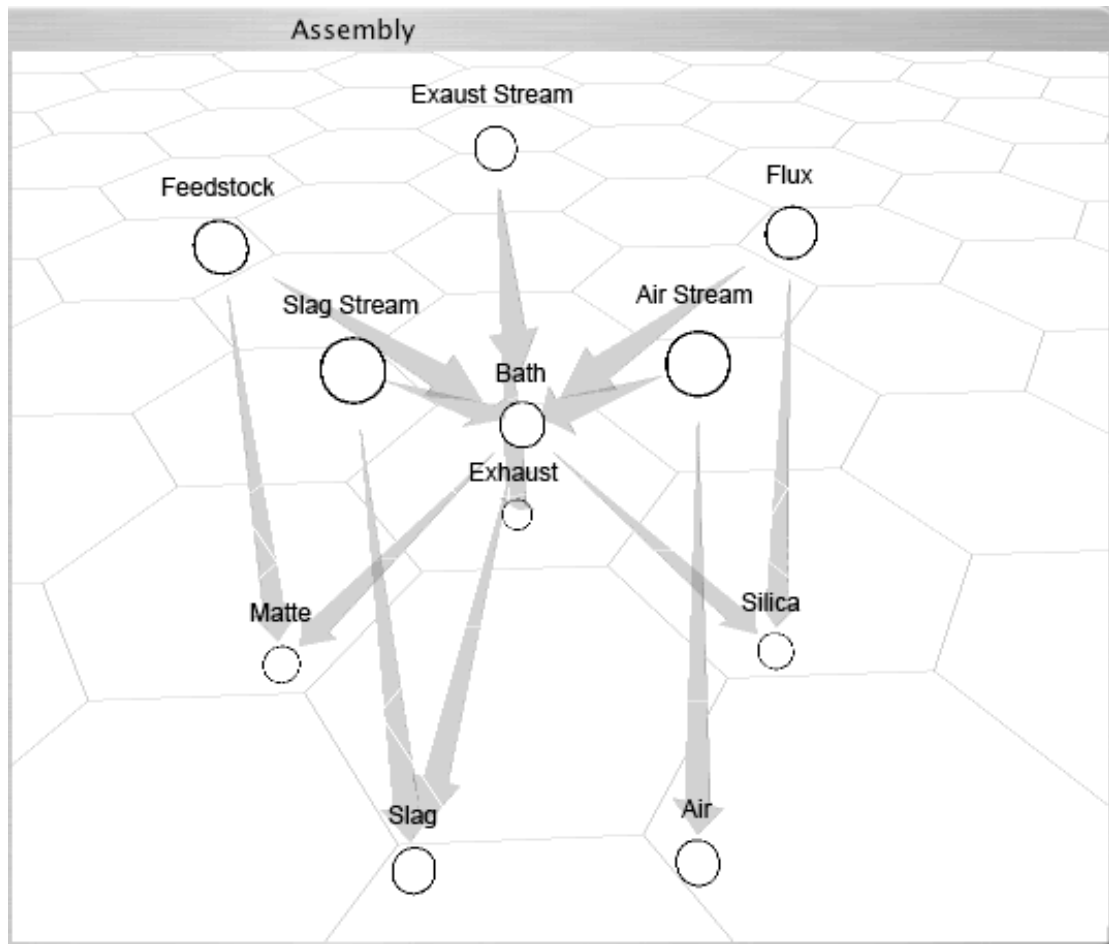 Assembly
Exaust Stream
Feedstock
Flux
Slag Stream
Air Stream
Bath
Exhaust
Matte
Silica
Slag
Air